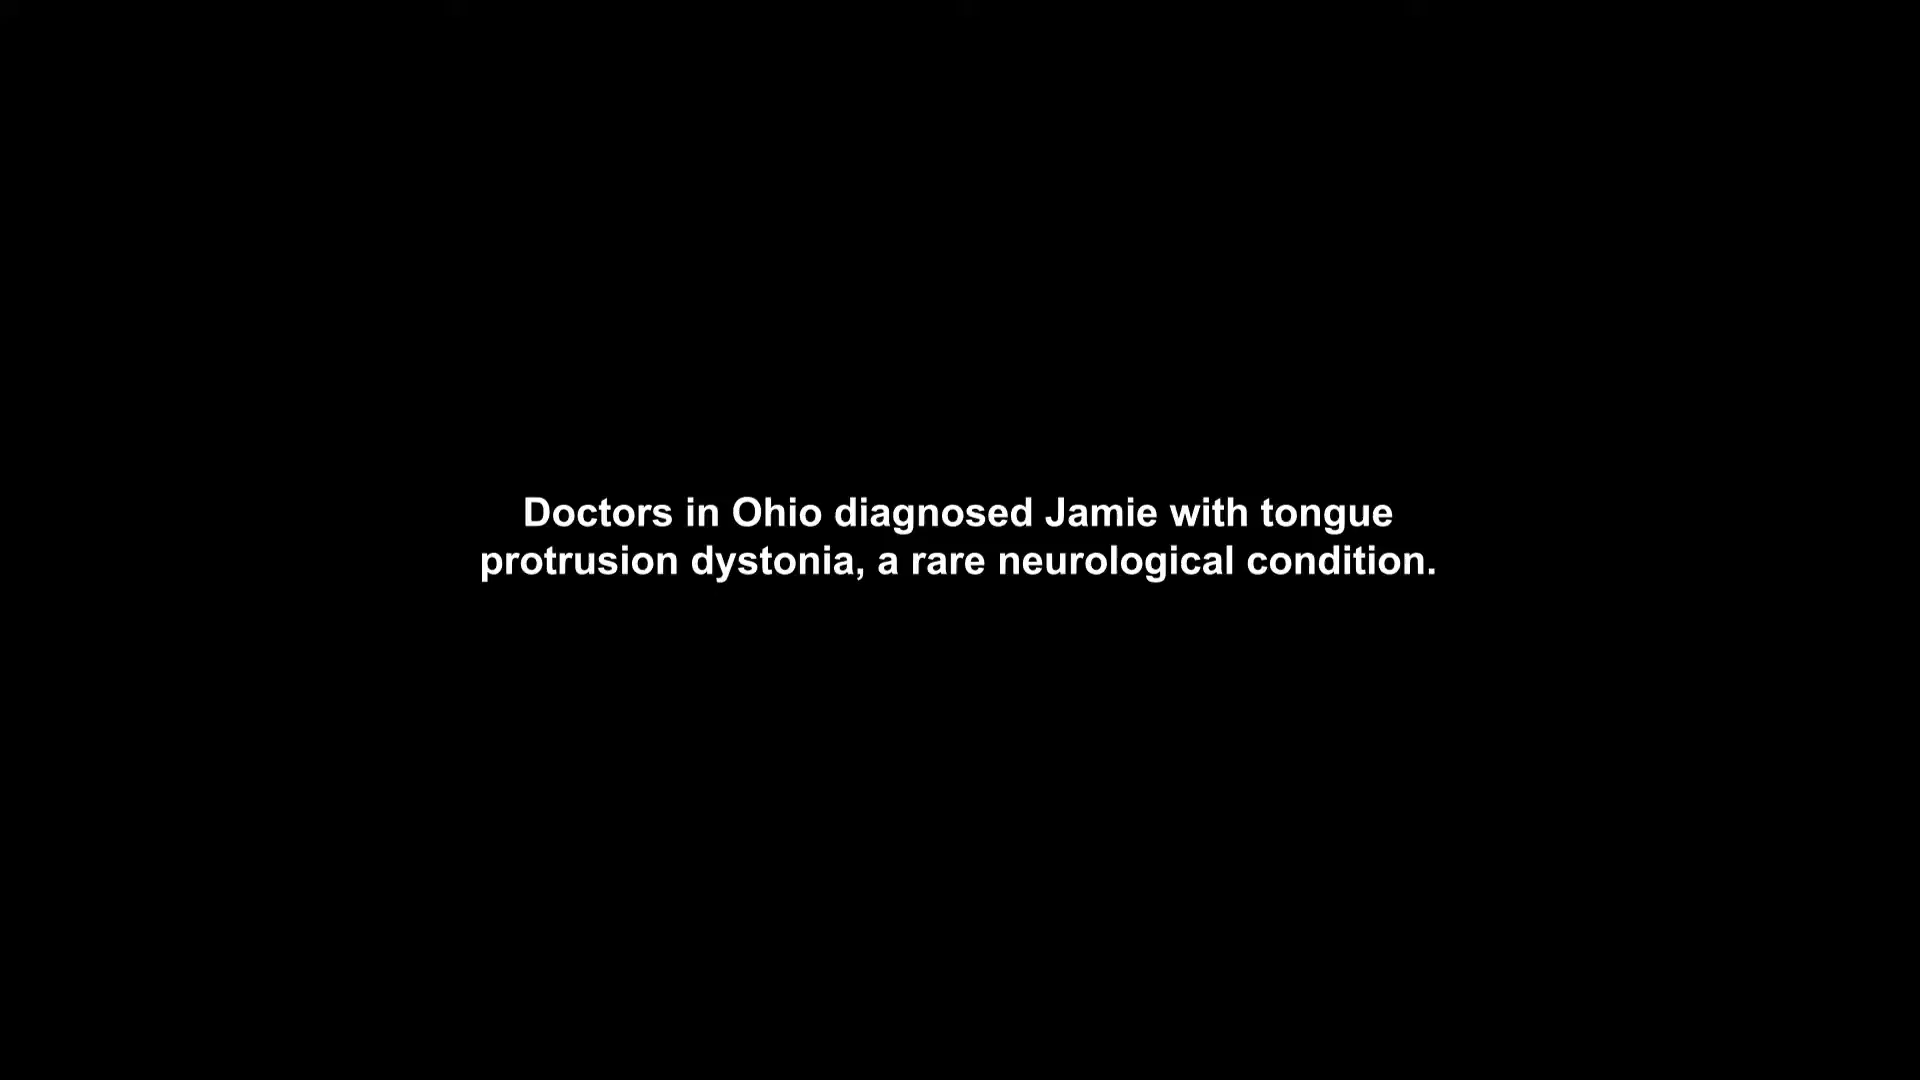 Doctors in Ohio diagnosed Jamie with tongue
protrusion dystonia, a rare neurological condition.